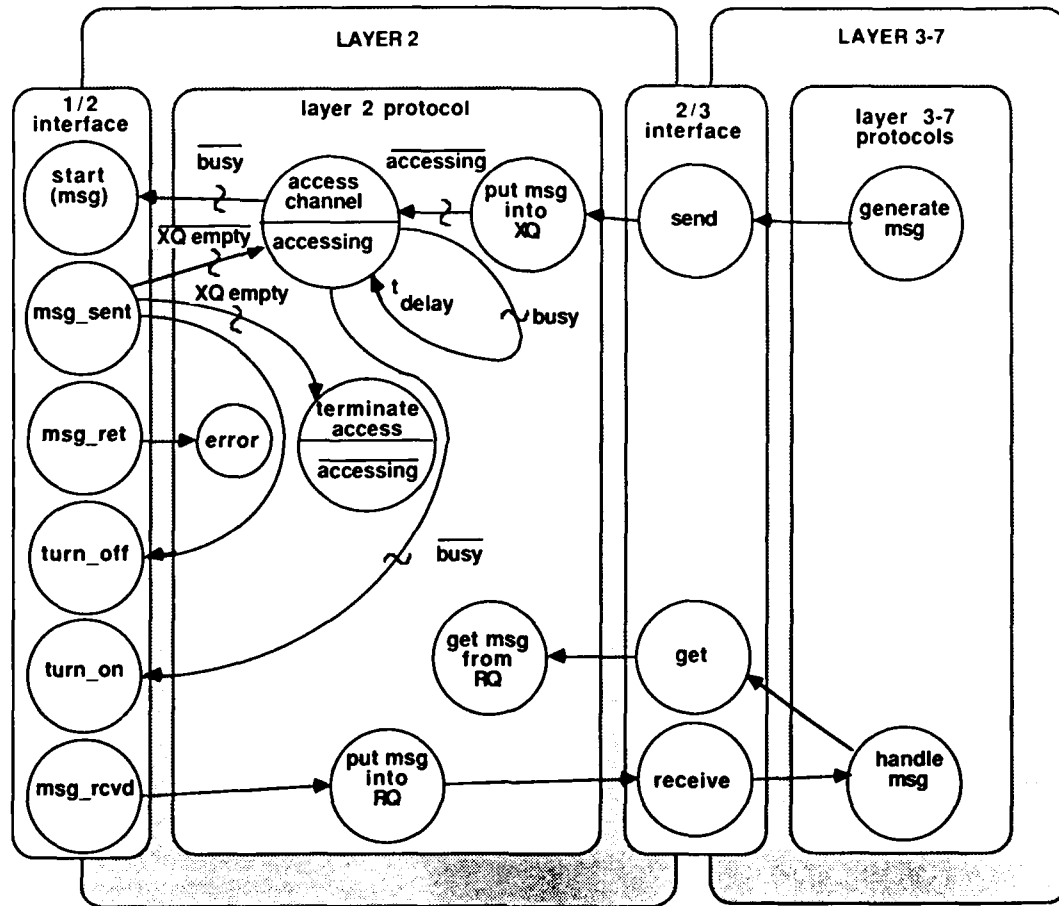 LAYER 2
LAYER 3-7
1/2
interface
layer 2 protocol
2/3
interface
layer 3-7
protocols
start
(msg)
busy
access
channel
accessing
accessing
put msg
into
XQ
send
generate
msg
XQ empty
XQ empty
msg_sent
t
delay
busy
msg_ret
error
terminate
access
accessing
turn_off
busy
turn_on
get msg
from
RQ
get
msg_rcvd
put msg
into
RQ
receive
handle
msg